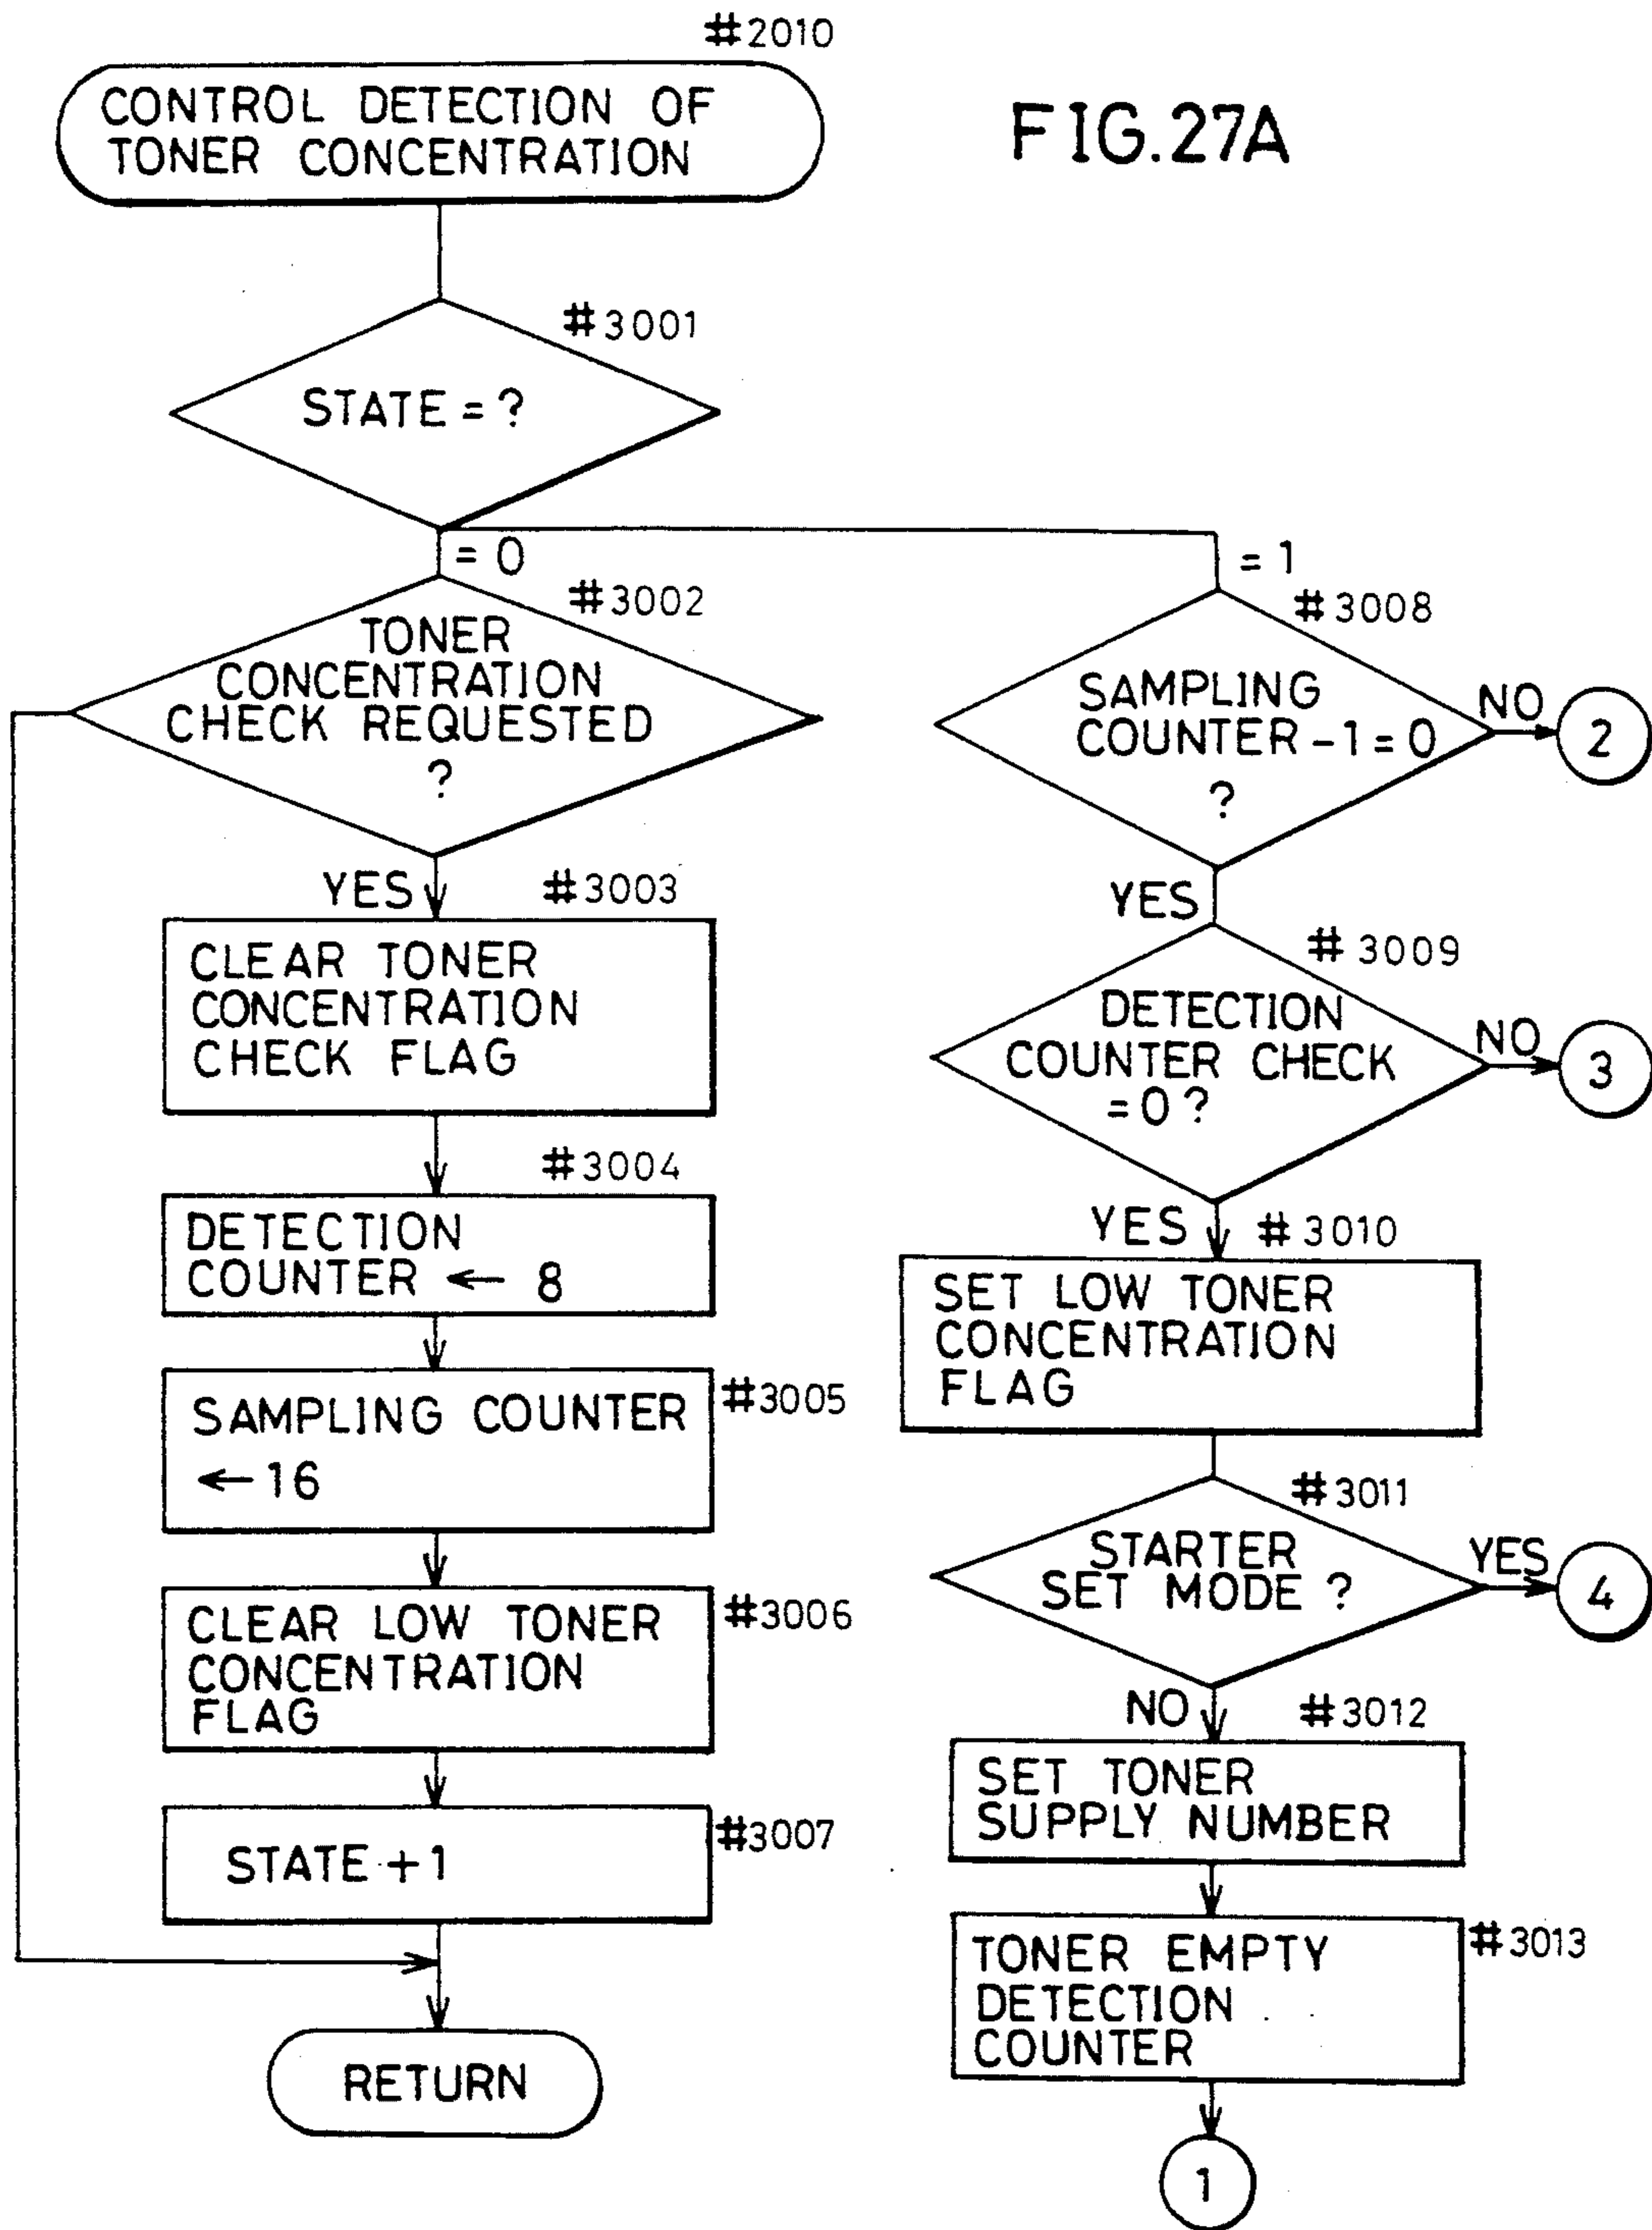 #2010
CONTROL DETECTION OF
TONER CONCENTRATION
FIG.27A
#3001
STATE = ?
= 0
= 1
#3002
TONER
CONCENTRATION
CHECK REQUESTED
?
YES
#3003
CLEAR TONER
CONCENTRATION
CHECK FLAG
#3004
DETECTION
COUNTER ← 8
SAMPLING COUNTER
← 16
#3005
CLEAR LOW TONER
CONCENTRATION
FLAG
#3006
STATE +1
#3007
RETURN
#3008
SAMPLING
COUNTER -1 = 0
?
NO
2
YES
#3009
DETECTION
COUNTER CHECK
= 0 ?
NO
3
YES
#3010
SET LOW TONER
CONCENTRATION
FLAG
#3011
STARTER
SET MODE ?
YES
4
NO
#3012
SET TONER
SUPPLY NUMBER
TONER EMPTY
DETECTION
COUNTER
#3013
1